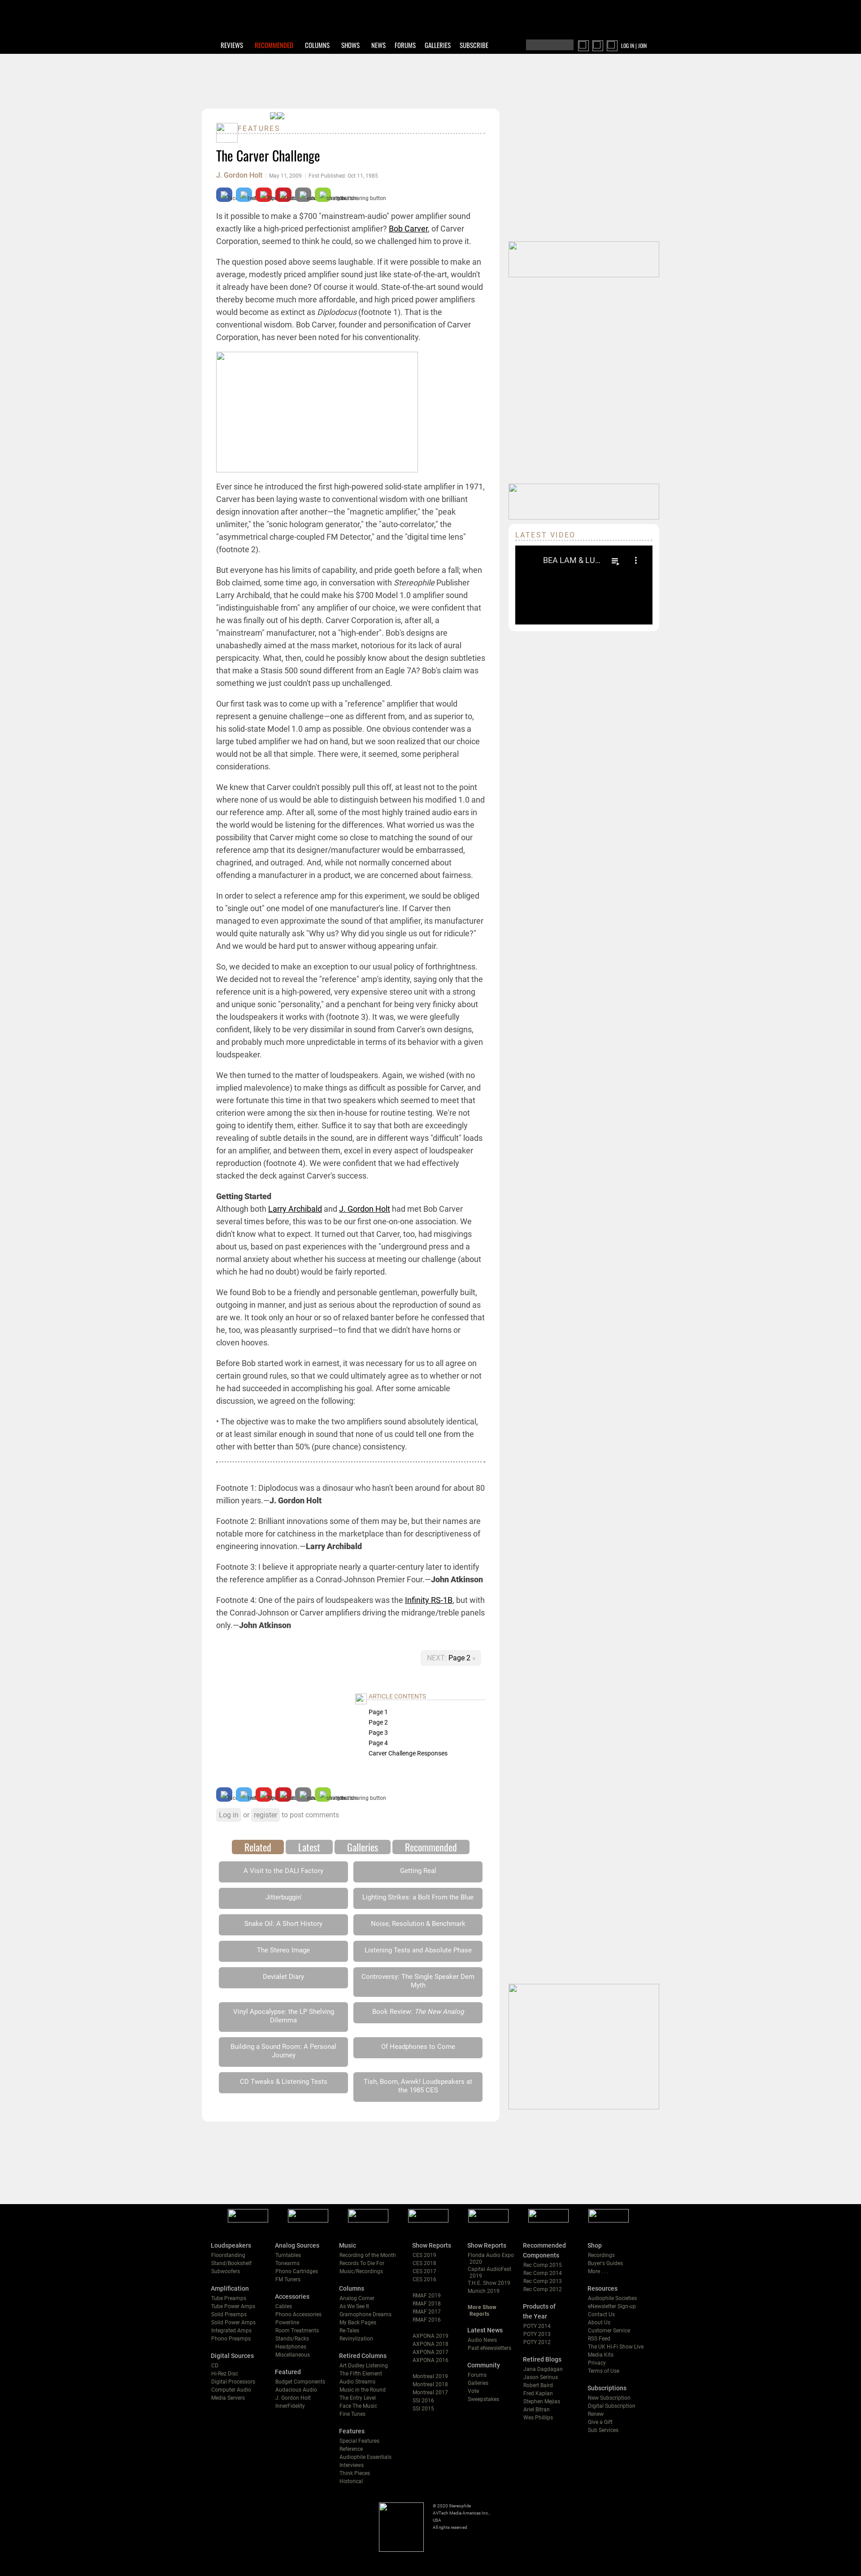 REVIEWS RECOMMENDED COLUMNS SHOWS NEWS FORUMS GALLERIES SUBSCRIBE LOG IN | JOIN
FEATURES
The Carver Challenge
J. Gordon Holt | May 11, 2009 | First Published: Oct 11, 1985
sharing button
Is it possible to make a $700 "mainstream-audio" power amplifier sound
exactly like a high-priced perfectionist amplifier? Bob Carver, of Carver
Corporation, seemed to think he could, so we challenged him to prove it.
The question posed above seems laughable. If it were possible to make an
average, modestly priced amplifier sound just like state-of-the-art, wouldn't
it already have been done? Of course it would. State-of-the-art sound would
thereby become much more affordable, and high priced power amplifiers
would become as extinct as Diplodocus (footnote 1). That is the
conventional wisdom. Bob Carver, founder and personification of Carver
Corporation, has never been noted for his conventionality.
Ever since he introduced the first high-powered solid-state amplifier in 1971,
Carver has been laying waste to conventional wisdom with one brilliant
design innovation after another—the "magnetic amplifier," the "peak
unlimiter," the "sonic hologram generator," the "auto-correlator," the
"asymmetrical charge-coupled FM Detector," and the "digital time lens"
(footnote 2).
But everyone has his limits of capability, and pride goeth before a fall; when
Bob claimed, some time ago, in conversation with Stereophile Publisher
Larry Archibald, that he could make his $700 Model 1.0 amplifier sound
"indistinguishable from" any amplifier of our choice, we were confident that
he was finally out of his depth. Carver Corporation is, after all, a
"mainstream" manufacturer, not a "high-ender". Bob's designs are
unabashedly aimed at the mass market, notorious for its lack of aural
perspicacity. What, then, could he possibly know about the design subtleties
that make a Stasis 500 sound different from an Eagle 7A? Bob's claim was
something we just couldn't pass up unchallenged.
Our first task was to come up with a "reference" amplifier that would
represent a genuine challenge—one as different from, and as superior to,
his solid-state Model 1.0 amp as possible. One obvious contender was a
large tubed amplifier we had on hand, but we soon realized that our choice
would not be all that simple. There were, it seemed, some peripheral
considerations.
We knew that Carver couldn't possibly pull this off, at least not to the point
where none of us would be able to distinguish between his modified 1.0 and
our reference amp. After all, some of the most highly trained audio ears in
the world would be listening for the differences. What worried us was the
possibility that Carver might come so close to matching the sound of our
reference amp that its designer/manufacturer would be embarrassed,
chagrined, and outraged. And, while not normally concerned about
offending a manufacturer in a product, we are concerned about fairness.
In order to select a reference amp for this experiment, we sould be obliged
to "single out" one model of one manufacturer's line. If Carver then
managed to even approximate the sound of that amplifier, its manufacturer
would quite naturally ask "Why us? Why did you single us out for ridicule?"
And we would be hard put to answer withoug appearing unfair.
So, we decided to make an exception to our usual policy of forthrightness.
We decided not to reveal the "reference" amp's identity, saying only that the
reference unit is a high-powered, very expensive stereo unit with a strong
and unique sonic "personality," and a penchant for being very finicky about
the loudspeakers it works with (footnote 3). It was, we were gleefully
confident, likely to be very dissimilar in sound from Carver's own designs,
and probably much more unpredictable in terms of its behavior with a given
loudspeaker.
We then turned to the matter of loudspeakers. Again, we wished (with no
implied malevolence) to make things as difficult as possible for Carver, and
were fortunate this time in that two speakers which seemed to meet that
criterion were among the six then in-house for routine testing. We're not
going to identify them, either. Suffice it to say that both are exceedingly
revealing of subtle details in the sound, are in different ways "difficult" loads
for an amplifier, and between them, excel in every aspect of loudspeaker
reproduction (footnote 4). We were confident that we had effectively
stacked the deck against Carver's success.
Getting Started
Although both Larry Archibald and J. Gordon Holt had met Bob Carver
several times before, this was to be our first one-on-one association. We
didn't know what to expect. It turned out that Carver, too, had misgivings
about us, based on past experiences with the "underground press and a
normal anxiety about whether his success at meeting our challenge (about
which he had no doubt) would be fairly reported.
We found Bob to be a friendly and personable gentleman, powerfully built,
outgoing in manner, and just as serious about the reproduction of sound as
are we. It took only an hour or so of relaxed banter before he confessed that
he, too, was pleasantly surprised—to find that we didn't have horns or
cloven hooves.
Before Bob started work in earnest, it was necessary for us to all agree on
certain ground rules, so that we could ultimately agree as to whether or not
he had succeeded in accomplishing his goal. After some amicable
discussion, we agreed on the following:
• The objective was to make the two amplifiers sound absolutely identical,
or at least similar enough in sound that none of us could tell one from the
other with better than 50% (pure chance) consistency.
Footnote 1: Diplodocus was a dinosaur who hasn't been around for about 80
million years.—J. Gordon Holt
Footnote 2: Brilliant innovations some of them may be, but their names are
notable more for catchiness in the marketplace than for descriptiveness of
engineering innovation.—Larry Archibald
Footnote 3: I believe it appropriate nearly a quarter-century later to identify
the reference amplifier as a Conrad-Johnson Premier Four.—John Atkinson
Footnote 4: One of the pairs of loudspeakers was the Infinity RS-1B, but with
the Conrad-Johnson or Carver amplifiers driving the midrange/treble panels
only.—John Atkinson
NEXT: Page 2 »
ARTICLE CONTENTS
Page 1
Page 2
Page 3
Page 4
Carver Challenge Responses
sharing button
Log in or register to post comments
Related Latest Galleries Recommended
A Visit to the DALI Factory
Getting Real
Jitterbuggin'
Lighting Strikes: a Bolt From the Blue
Snake Oil: A Short History
Noise, Resolution & Benchmark
The Stereo Image
Listening Tests and Absolute Phase
Devialet Diary
Controversy: The Single Speaker Dem
Myth
Vinyl Apocalypse: the LP Shelving
Dilemma
Book Review: The New Analog
Building a Sound Room: A Personal
Journey
Of Headphones to Come
CD Tweaks & Listening Tests
Tish, Boom, Awwk! Loudspeakers at
the 1985 CES
LATEST VIDEO
BEA LAM & LU...
Loudspeakers
Floorstanding
Stand/Bookshelf
Subwoofers
Amplification
Tube Preamps
Tube Power Amps
Solid Preamps
Solid Power Amps
Integrated Amps
Phono Preamps
Digital Sources
CD
Hi-Rez Disc
Digital Processors
Computer Audio
Media Servers
Analog Sources
Turntables
Tonearms
Phono Cartridges
FM Tuners
Accessories
Cables
Phono Accessories
Powerline
Room Treatments
Stands/Racks
Headphones
Miscellaneous
Featured
Budget Components
Audacious Audio
J. Gordon Holt
InnerFidelity
Music
Recording of the Month
Records To Die For
Music/Recordings
Columns
Analog Corner
As We See It
Gramophone Dreams
My Back Pages
Re-Tales
Revinylization
Retired Columns
Art Dudley Listening
The Fifth Element
Audio Streams
Music in the Round
The Entry Level
Face The Music
Fine Tunes
Features
Special Features
Reference
Audiophile Essentials
Interviews
Think Pieces
Historical
Show Reports
CES 2019
CES 2018
CES 2017
CES 2016
RMAF 2019
RMAF 2018
RMAF 2017
RMAF 2016
AXPONA 2019
AXPONA 2018
AXPONA 2017
AXPONA 2016
Montreal 2019
Montreal 2018
Montreal 2017
SSI 2016
SSI 2015
Show Reports
Florida Audio Expo
2020
Capital AudioFest
2019
T.H.E. Show 2019
Munich 2019
More Show
Reports
Latest News
Audio News
Paid eNewsletters
Community
Forums
Galleries
Vote
Sweepstakes
Recommended
Components
Rec Comp 2015
Rec Comp 2014
Rec Comp 2013
Rec Comp 2012
Products of
the Year
POTY 2014
POTY 2013
POTY 2012
Retired Blogs
Jana Dagdagan
Jason Serinus
Robert Baird
Fred Kaplan
Stephen Mejias
Ariel Bitran
Wes Phillips
Shop
Recordings
Buyer's Guides
More . . .
Resources
Audiophile Societies
eNewsletter Sign-up
Contact Us
About Us
Customer Service
RSS Feed
The UK Hi-Fi Show Live
Media Kits
Privacy
Terms of Use
Subscriptions
New Subscription
Digital Subscription
Renew
Give a Gift
Sub Services
© 2020 Stereophile
AVTech Media Americas Inc.,
USA
All rights reserved